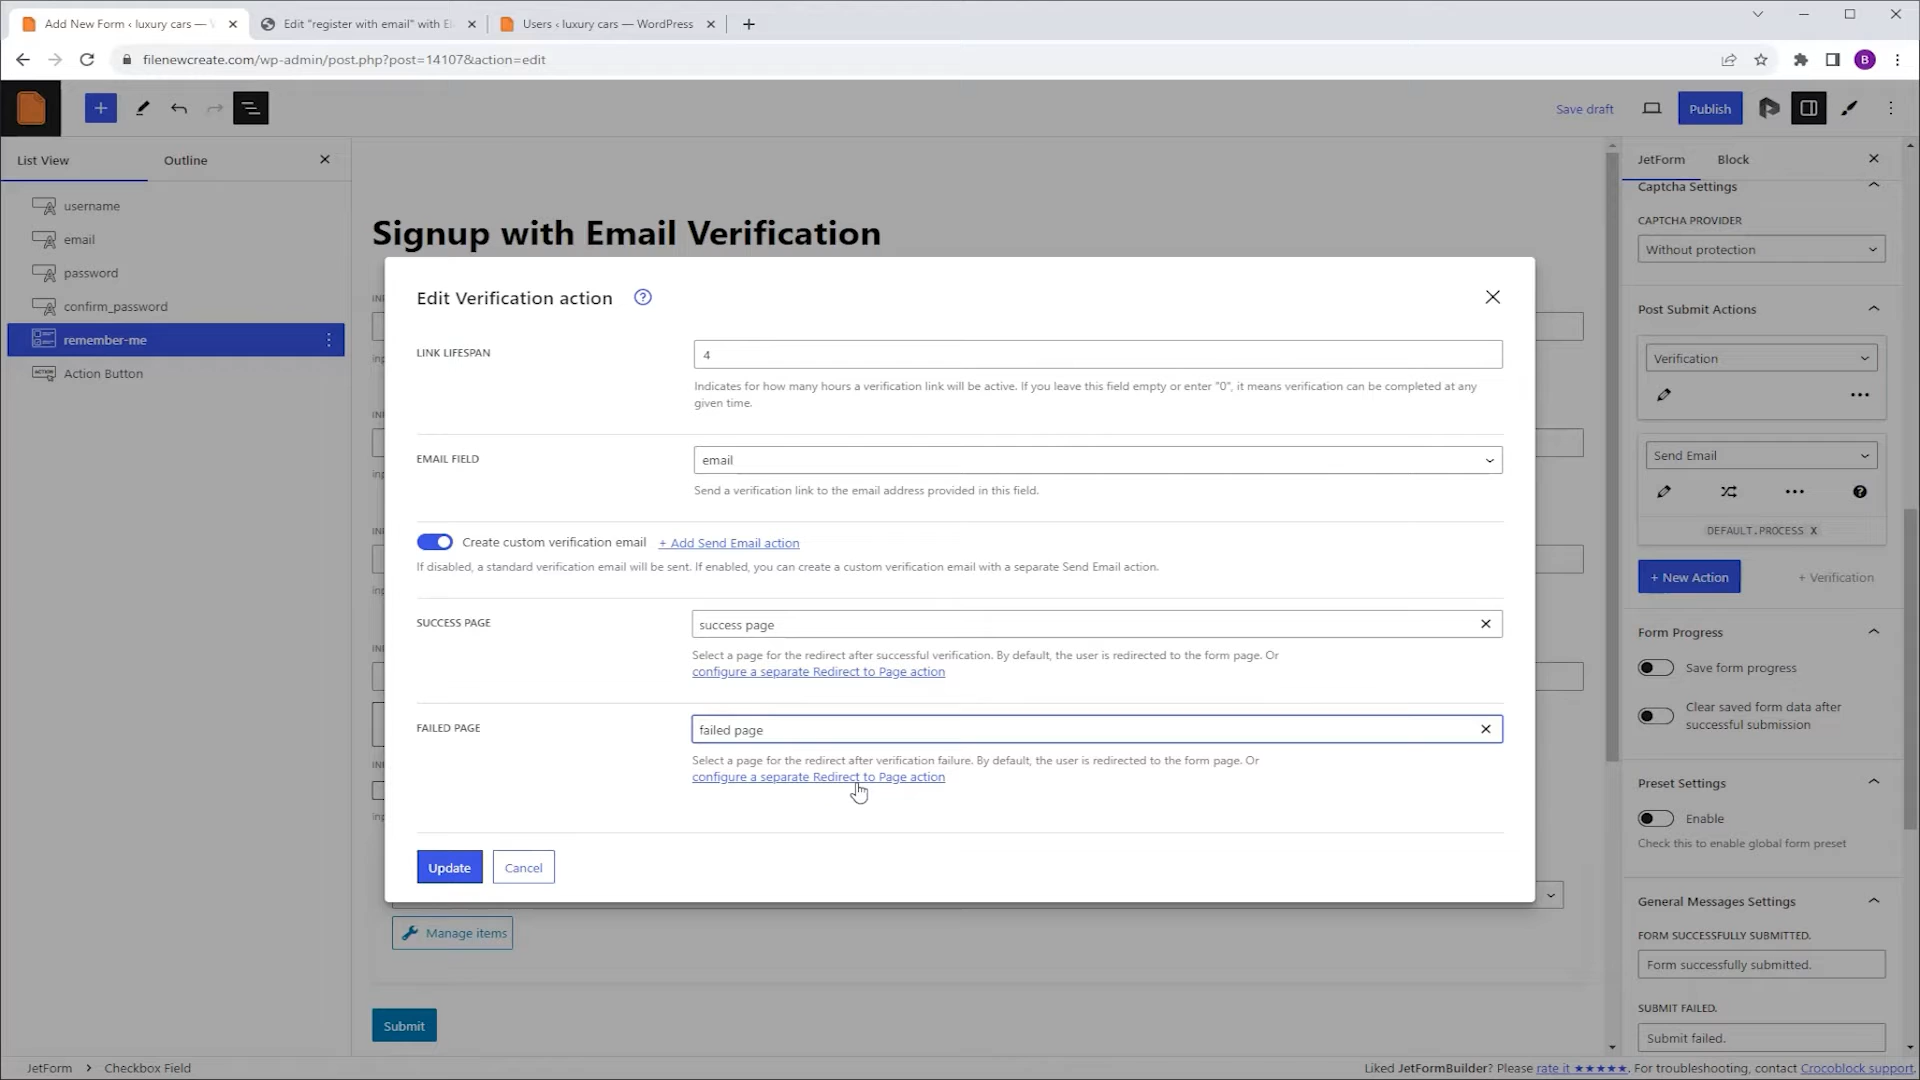 Add New Form ‹ luxury cars —
Edit "register with email" with El
Users ‹ luxury cars — WordPress
filenewcreate.com/wp-admin/post.php?post=14107&action=edit
B
Save draft
Publish
List View
Outline
username
email
password
confirm_password
remember-me
Action Button
Signup with Email Verification
Edit Verification action
LINK LIFESPAN
4
Indicates for how many hours a verification link will be active. If you leave this field empty or enter "0", it means verification can be completed at any
given time.
EMAIL FIELD
email
Send a verification link to the email address provided in this field.
Create custom verification email
+ Add Send Email action
If disabled, a standard verification email will be sent. If enabled, you can create a custom verification email with a separate Send Email action.
SUCCESS PAGE
success page
Select a page for the redirect after successful verification. By default, the user is redirected to the form page. Or
configure a separate Redirect to Page action
FAILED PAGE
failed page
Select a page for the redirect after verification failure. By default, the user is redirected to the form page. Or
configure a separate Redirect to Page action
Update
Cancel
Manage items
Submit
JetForm
Block
Captcha Settings
CAPTCHA PROVIDER
Without protection
Post Submit Actions
Verification
Send Email
DEFAULT.PROCESS X
+ New Action
+ Verification
Form Progress
Save form progress
Clear saved form data after
successful submission
Preset Settings
Enable
Check this to enable global form preset
General Messages Settings
FORM SUCCESSFULLY SUBMITTED.
Form successfully submitted.
SUBMIT FAILED.
Submit failed.
JetForm › Checkbox Field
Liked JetFormBuilder? Please rate it ★★★★★. For troubleshooting, contact Crocoblock support.